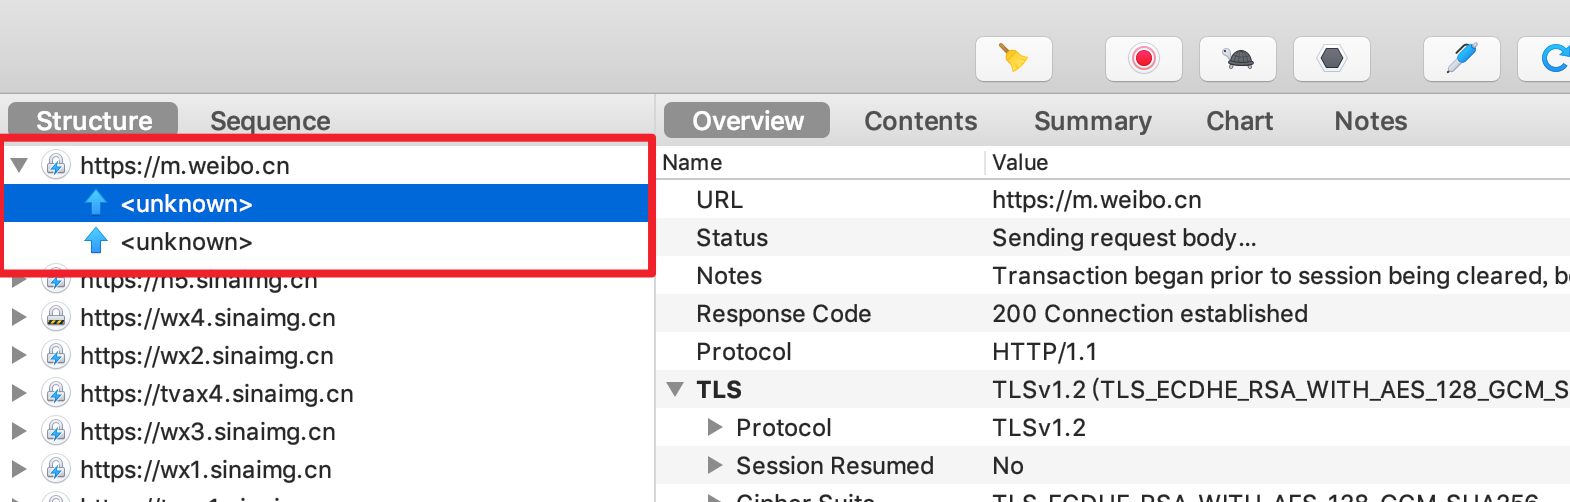 Structure
Sequence
https://m.weibo.cn
<unknown>
<unknown>
https://h5.sinaimg.cn
https://wx4.sinaimg.cn
https://wx2.sinaimg.cn
https://tvax4.sinaimg.cn
https://wx3.sinaimg.cn
https://wx1.sinaimg.cn
Overview
Contents
Summary
Chart
Notes
Name Value
URL https://m.weibo.cn
Status Sending request body...
Notes Transaction began prior to session being cleared,
Response Code 200 Connection established
Protocol HTTP/1.1
TLS TLSv1.2 (TLS_ECDHE_RSA_WITH_AES_128_GCM_S
Protocol TLSv1.2
Session Resumed No
Cipher Suite TLS_ECDHE_RSA_WITH_AES_128_GCM_SHA256